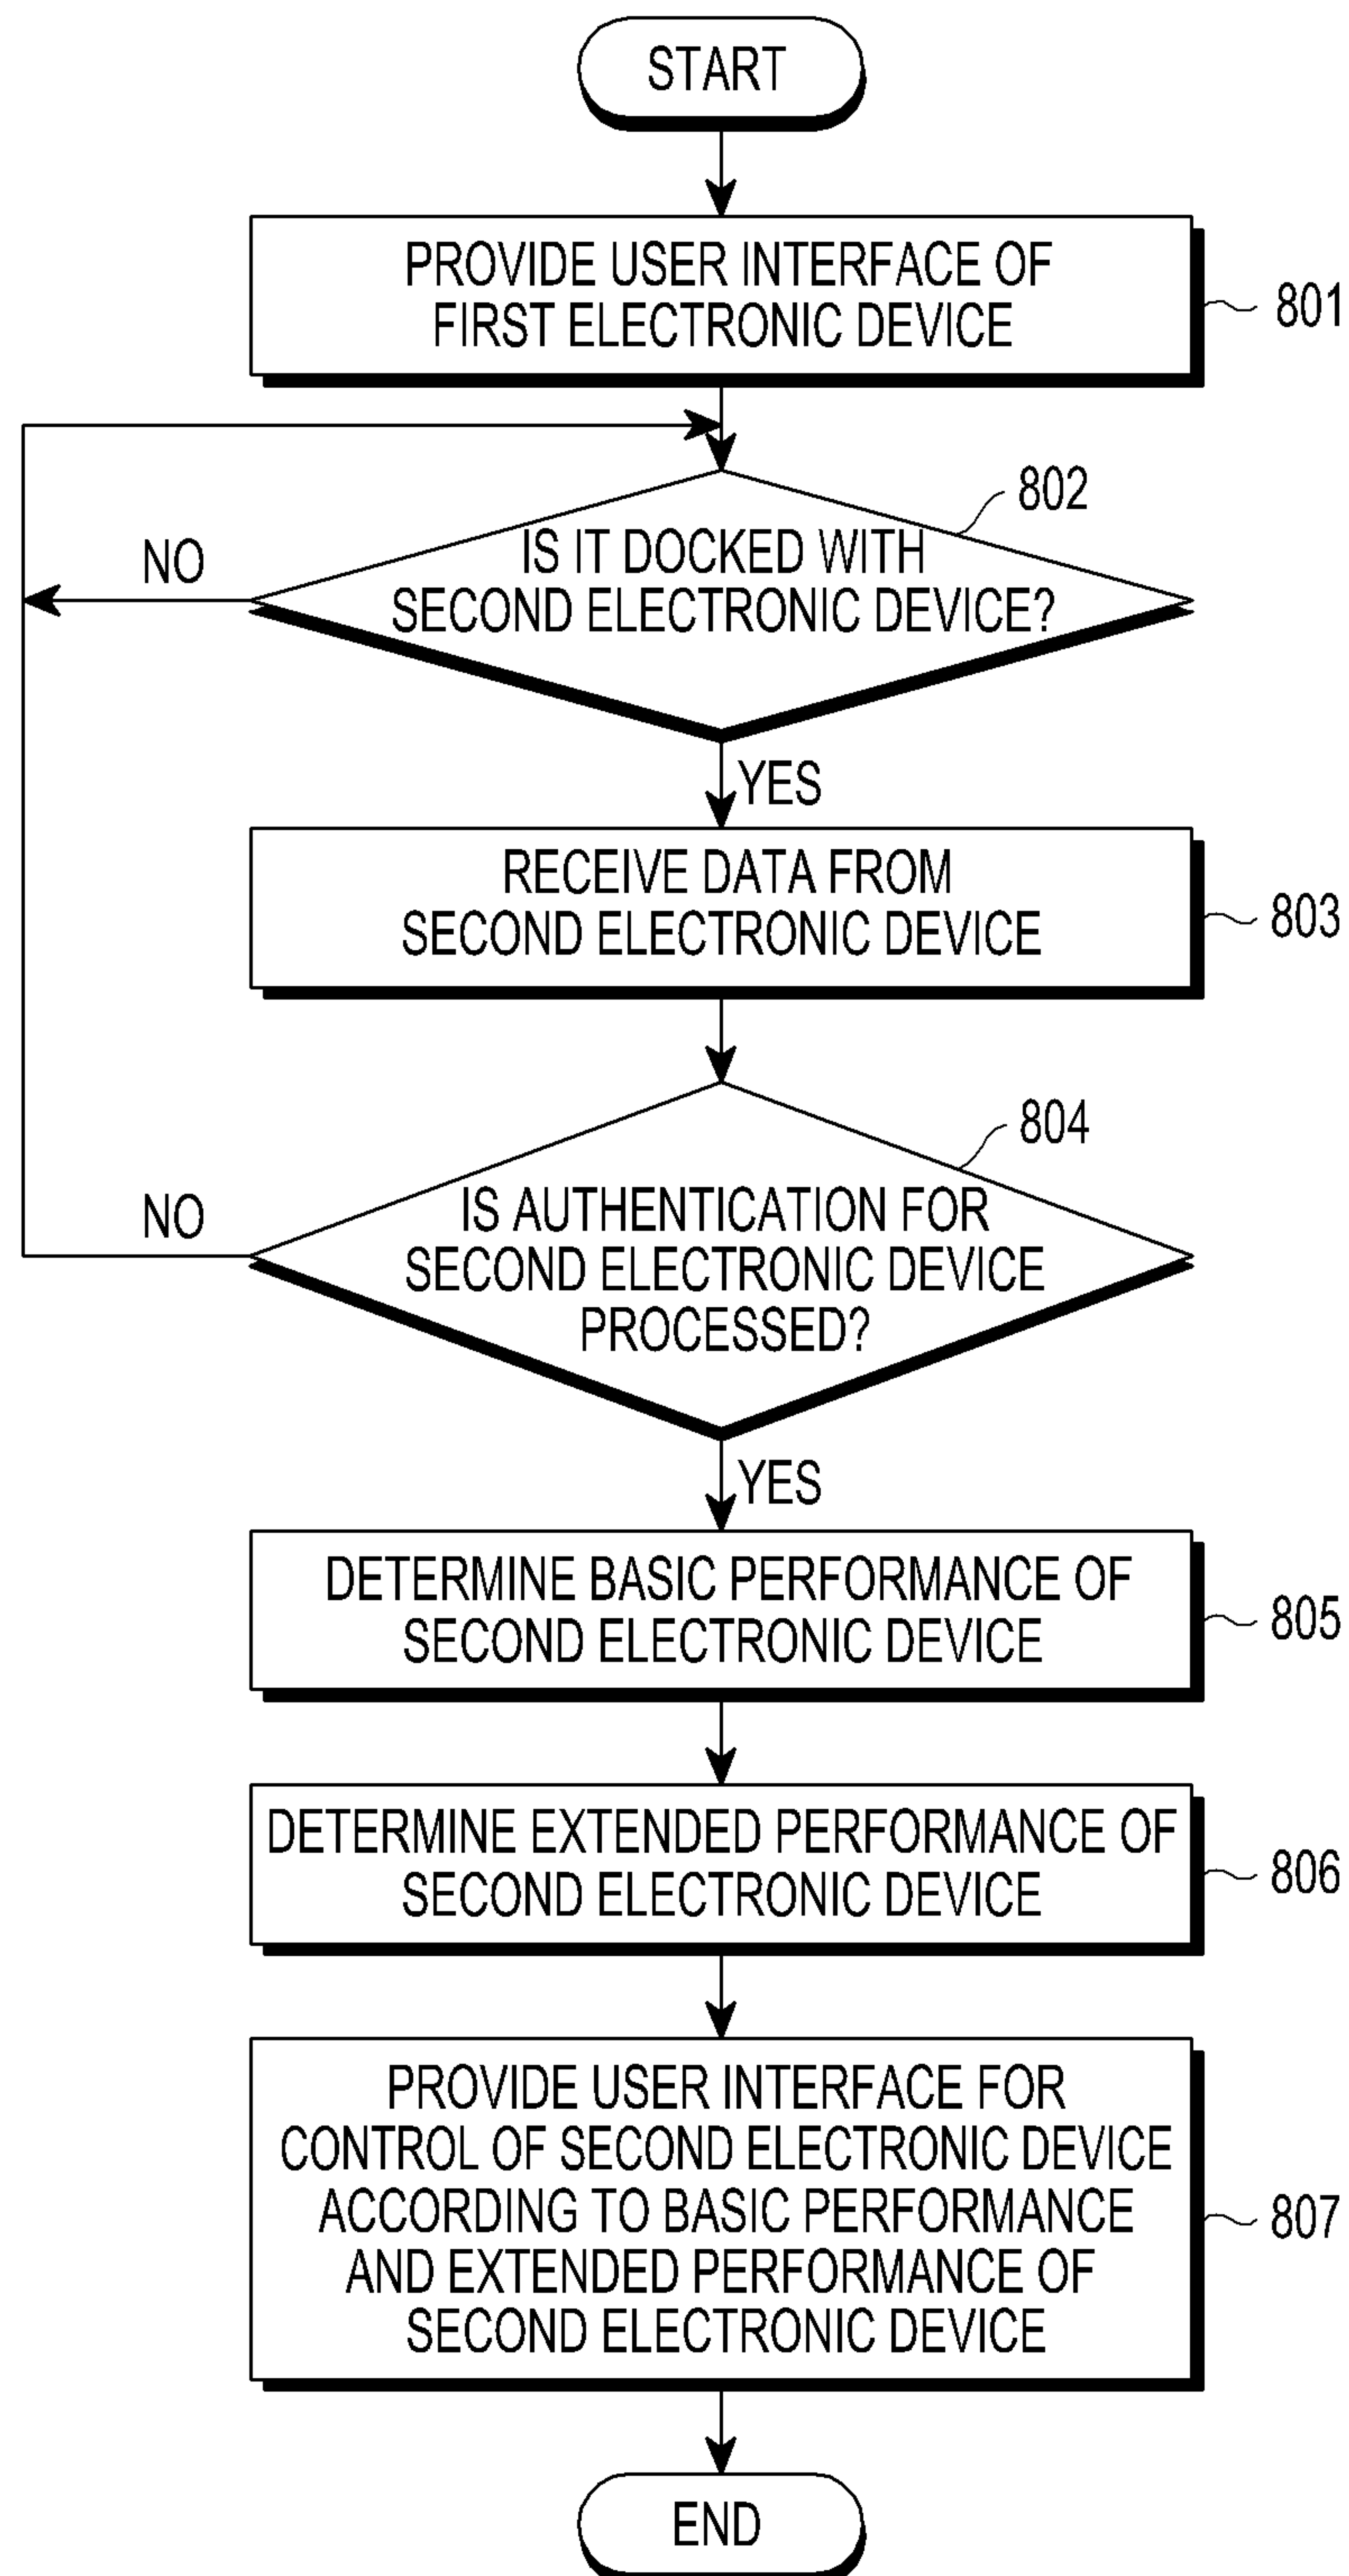 START
PROVIDE USER INTERFACE OF
FIRST ELECTRONIC DEVICE
801
802
IS IT DOCKED WITH
SECOND ELECTRONIC DEVICE?
NO
YES
RECEIVE DATA FROM
SECOND ELECTRONIC DEVICE
803
804
IS AUTHENTICATION FOR
SECOND ELECTRONIC DEVICE
PROCESSED?
NO
YES
DETERMINE BASIC PERFORMANCE OF
SECOND ELECTRONIC DEVICE
805
DETERMINE EXTENDED PERFORMANCE OF
SECOND ELECTRONIC DEVICE
806
PROVIDE USER INTERFACE FOR
CONTROL OF SECOND ELECTRONIC DEVICE
ACCORDING TO BASIC PERFORMANCE
AND EXTENDED PERFORMANCE OF
SECOND ELECTRONIC DEVICE
807
END